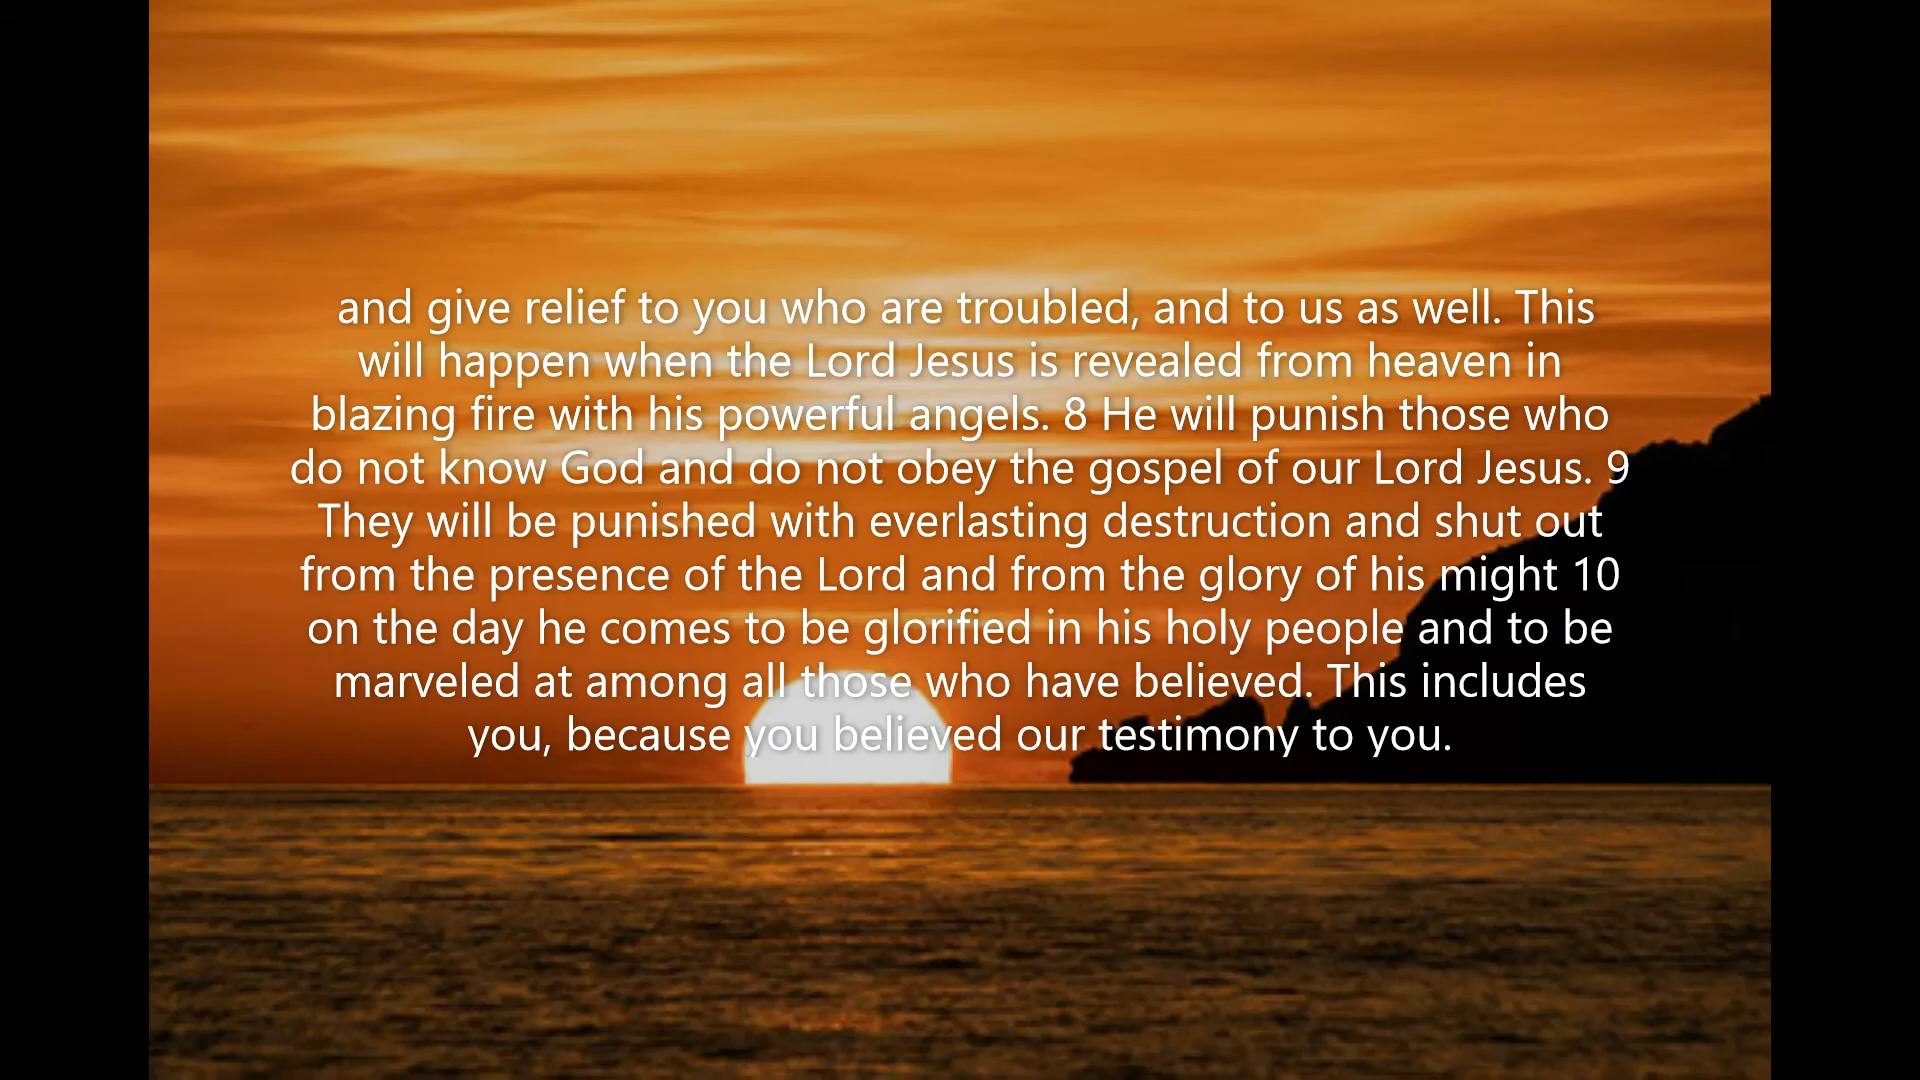 and give relief to you who are troubled, and to us as well. This
will happen when the Lord Jesus is revealed from heaven in
blazing fire with his powerful angels. 8 He will punish those who
do not know God and do not obey the gospel of our Lord Jesus. 9
They will be punished with everlasting destruction and shut out
from the presence of the Lord and from the glory of his might 10
on the day he comes to be glorified in his holy people and to be
marveled at among all those who have believed. This includes
you, because you believed our testimony to you.